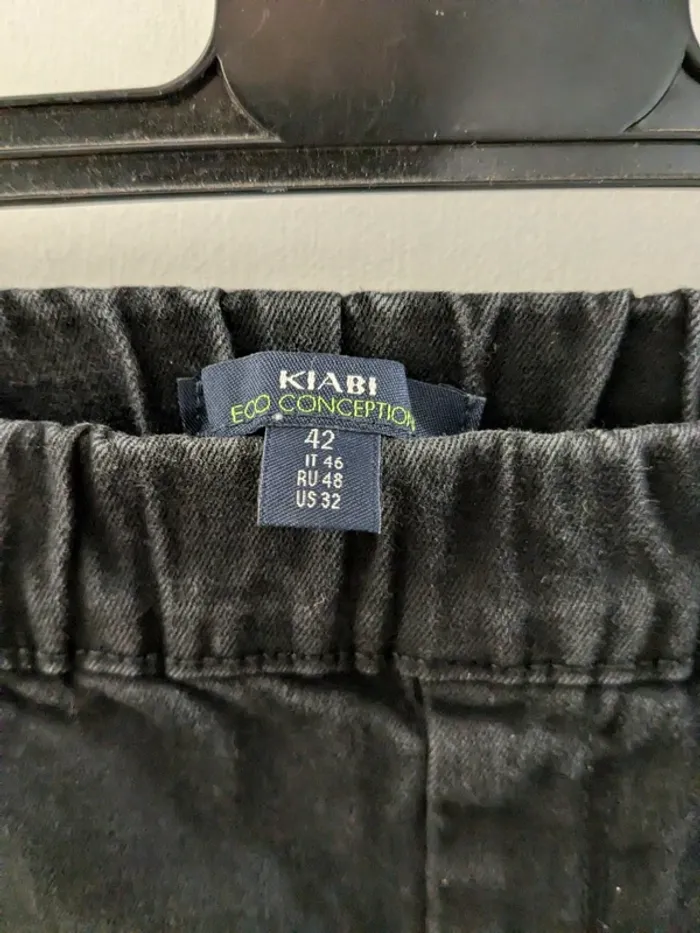 KIABI
ECO CONCEPTION
42
IT 46
RU 48
US 32